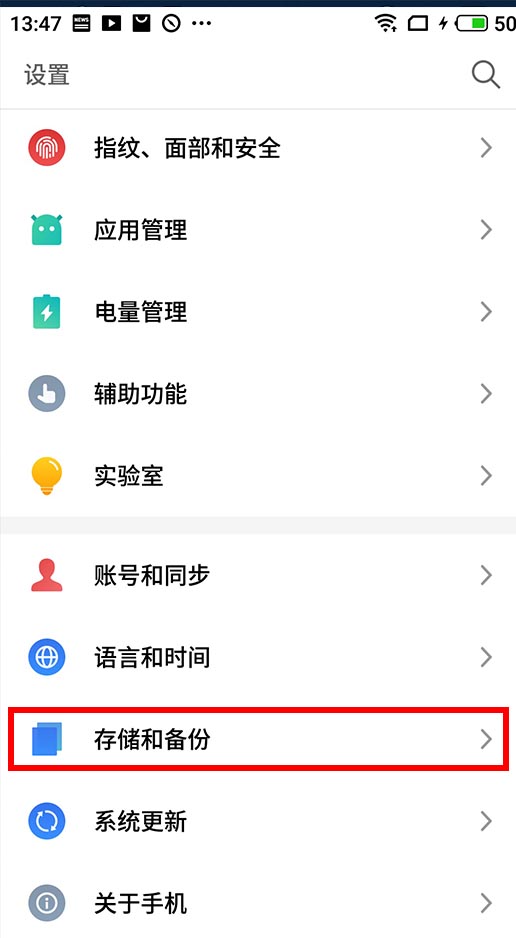 13:47 NEWS 50
设置
指纹、面部和安全
应用管理
电量管理
辅助功能
实验室
账号和同步
语言和时间
存储和备份
系统更新
关于手机